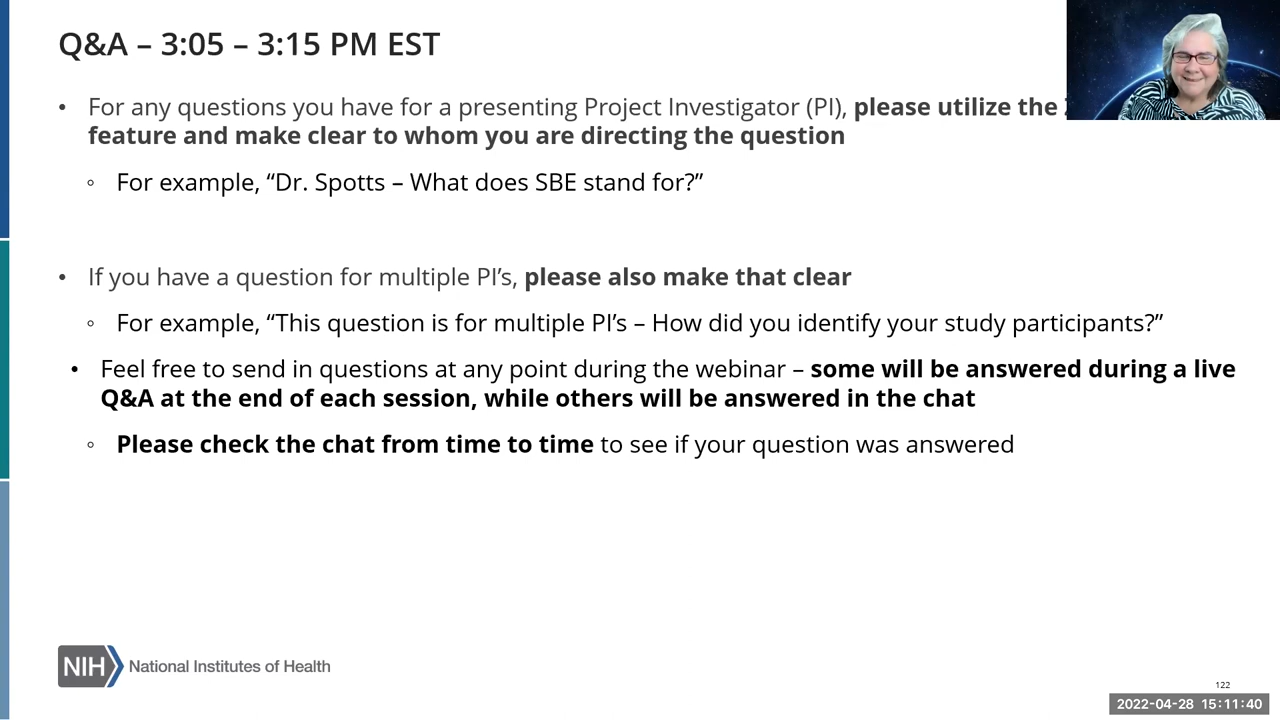 Q&A – 3:05 – 3:15 PM EST
• For any questions you have for a presenting Project Investigator (PI), please utilize the
feature and make clear to whom you are directing the question
◦ For example, “Dr. Spotts – What does SBE stand for?”
• If you have a question for multiple PI’s, please also make that clear
◦ For example, “This question is for multiple PI’s – How did you identify your study participants?”
• Feel free to send in questions at any point during the webinar – some will be answered during a live
Q&A at the end of each session, while others will be answered in the chat
◦ Please check the chat from time to time to see if your question was answered
NIH National Institutes of Health
122
2022-04-28 15:11:40